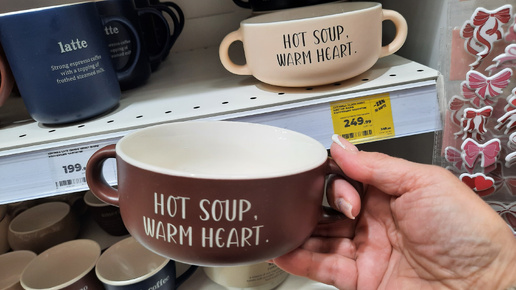 latte
Strong espresso coffee
with a topping of
frothed steamed milk
HOT SOUP,
WARM HEART.
249.99
199
HOT SOUP,
WARM HEART.